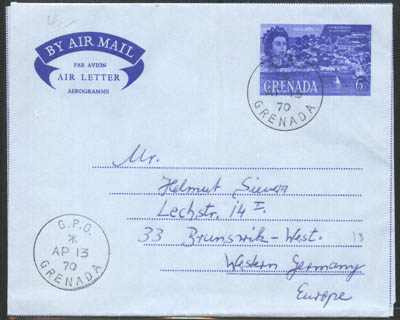 BY AIR MAIL
PAR AVION
AIR LETTER
AEROGRAMME
GRENADA
6c
70
GRENADA
Mr.
Helmut Sievers
Lechstr. 14 I.
33 Brunswik-West.
Western Germany
Europe
13
G.P.O.
*
AP 13
70
GRENADA